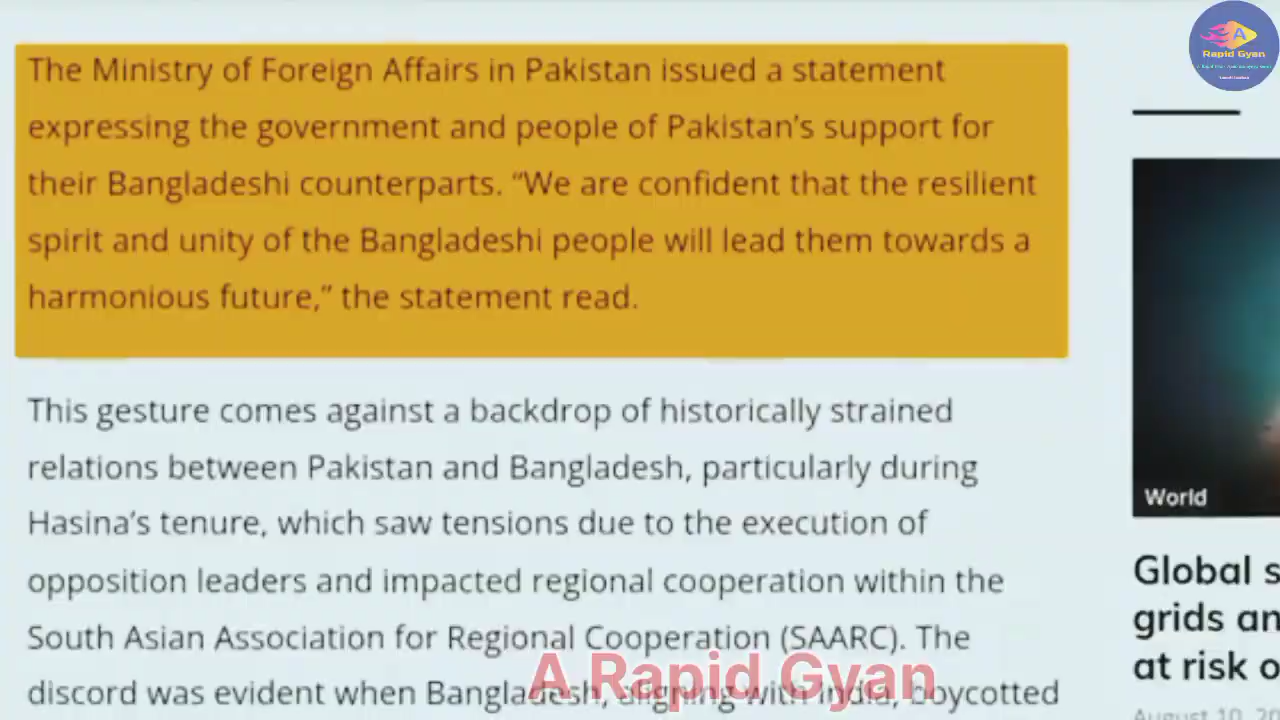 The Ministry of Foreign Affairs in Pakistan issued a statement
expressing the government and people of Pakistan's support for
their Bangladeshi counterparts. “We are confident that the resilient
spirit and unity of the Bangladeshi people will lead them towards a
harmonious future,” the statement read.
This gesture comes against a backdrop of historically strained
relations between Pakistan and Bangladesh, particularly during
Hasina's tenure, which saw tensions due to the execution of
opposition leaders and impacted regional cooperation within the
South Asian Association for Regional Cooperation (SAARC). The
discord was evident when Bangladesh, aligning with India, boycotted
A Rapid Gyan
A
Rapid Gyan
World
Global s
grids an
at risk o
August 10, 20